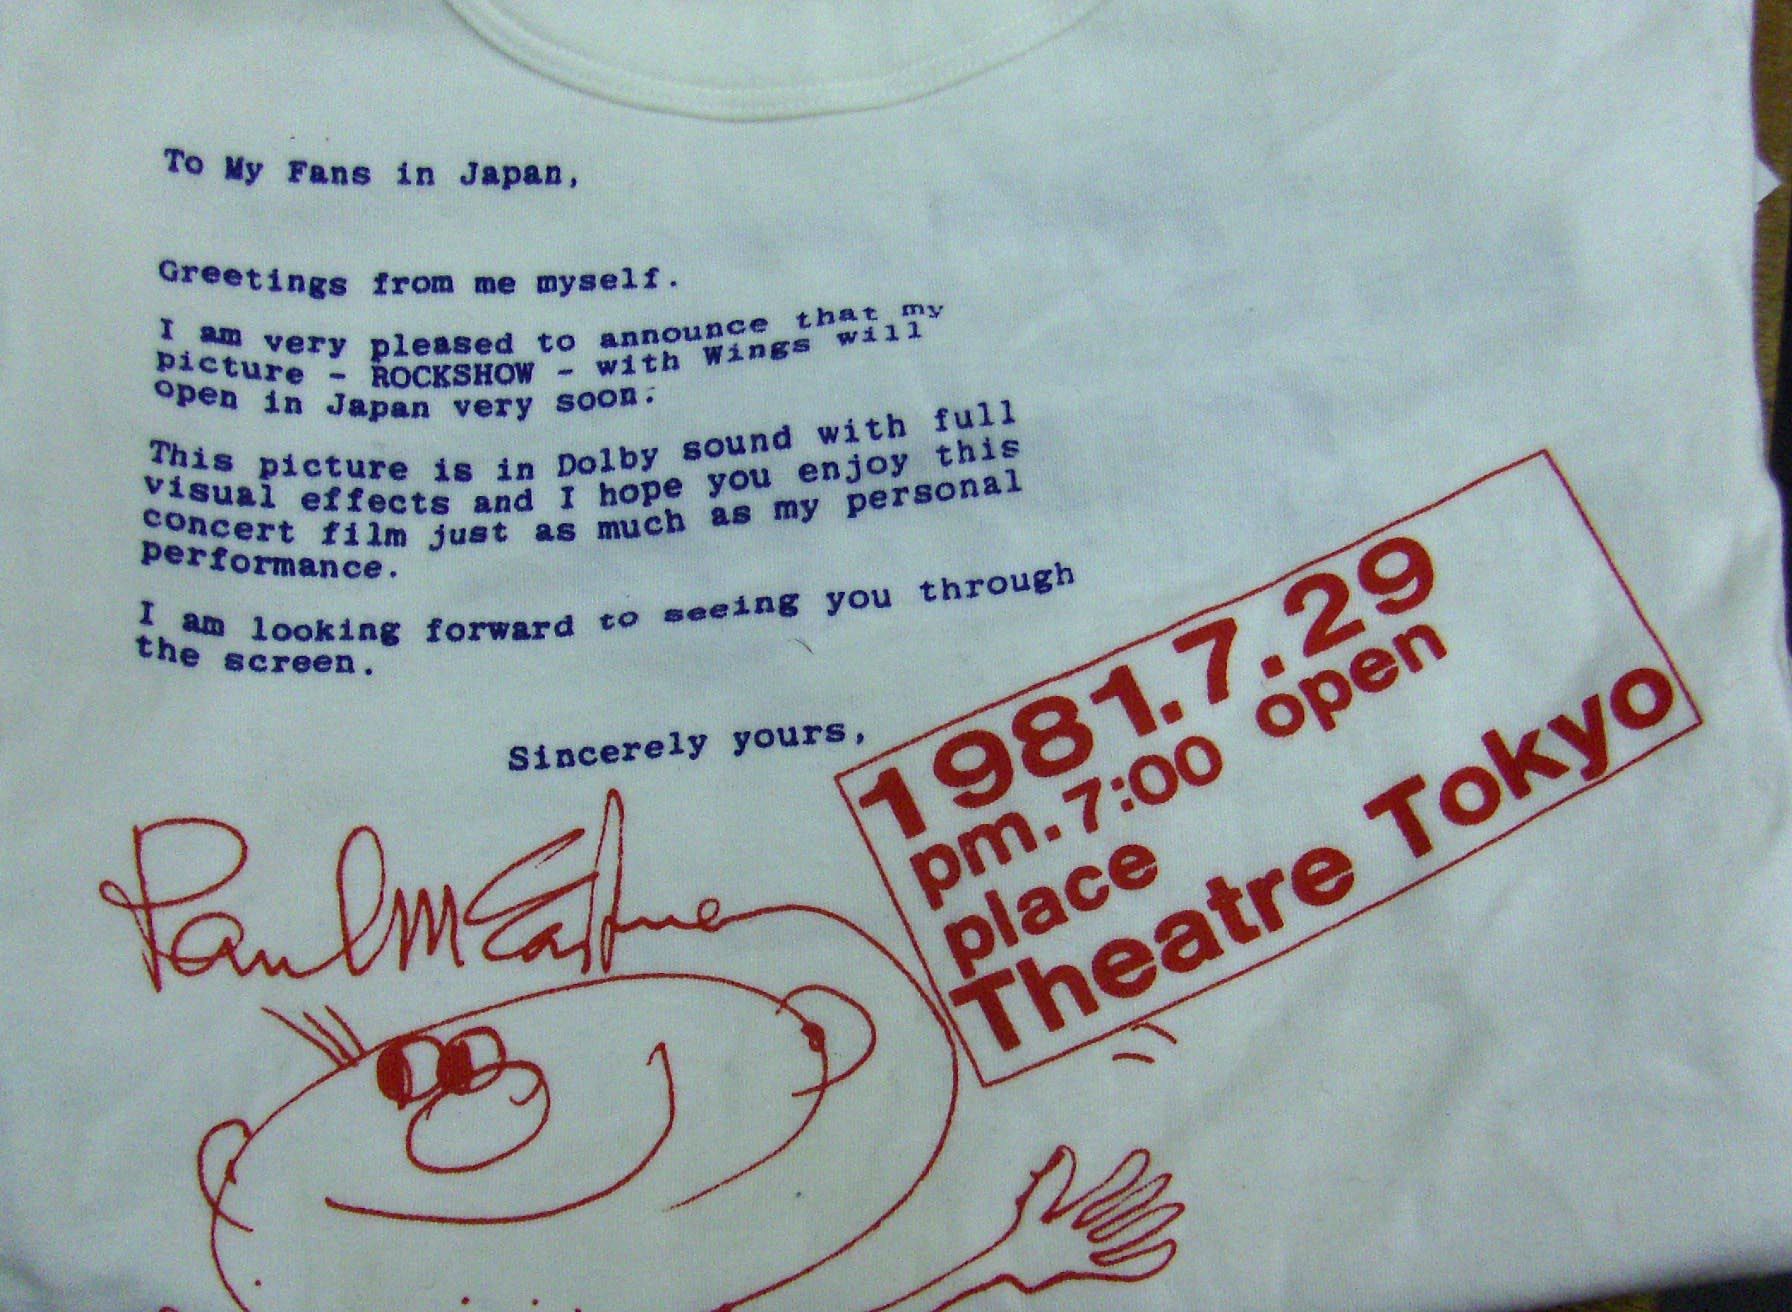 To My Fans in Japan,
Greetings from me myself.
I am very pleased to announce that my
picture - ROCKSHOW - with Wings will
open in Japan very soon.
This picture is in Dolby sound with full
visual effects and I hope you enjoy this
concert film just as much as my personal
performance.
I am looking forward to seeing you through
the screen.
Sincerely yours,
Paul McCartney
1981.7.29
pm.7:00 open
place
Theatre Tokyo